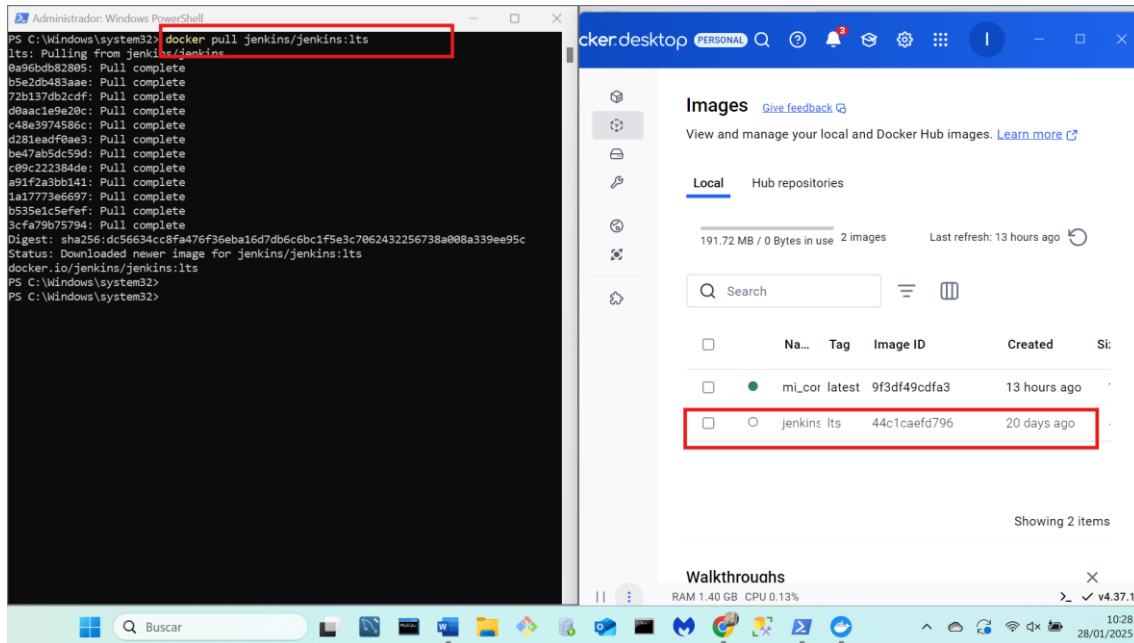 Administrador: Windows PowerShell
PS C:\Windows\system32> docker pull jenkins/jenkins:lts
lts: Pulling from jenkins/jenkins
0a96bdb82805: Pull complete
b5e2db483aae: Pull complete
72b137db2cdf: Pull complete
d0aac1e9e20c: Pull complete
c48e3974586c: Pull complete
d281eadf0ae3: Pull complete
be47ab5dc59d: Pull complete
c09c222384de: Pull complete
a91f2a3bb141: Pull complete
1a17773e6697: Pull complete
b535e1c5efef: Pull complete
3cfa79b75794: Pull complete
Digest: sha256:dc56634cc8fa476f36eba16d7db6c6bc1f5e3c7062432256738a008a339ee95c
Status: Downloaded newer image for jenkins/jenkins:lts
docker.io/jenkins/jenkins:lts
PS C:\Windows\system32>
PS C:\Windows\system32>
cker.desktop PERSONAL 3 I
Images Give feedback
View and manage your local and Docker Hub images. Learn more
Local Hub repositories
191.72 MB / 0 Bytes in use 2 images Last refresh: 13 hours ago
Search
Na... Tag Image ID Created Si:
mi_cor latest 9f3df49cdfa3 13 hours ago
jenkins lts 44c1caefd796 20 days ago
Showing 2 items
Walkthroughs
RAM 1.40 GB CPU 0.13% v4.37.1
Buscar
10:28
28/01/2025